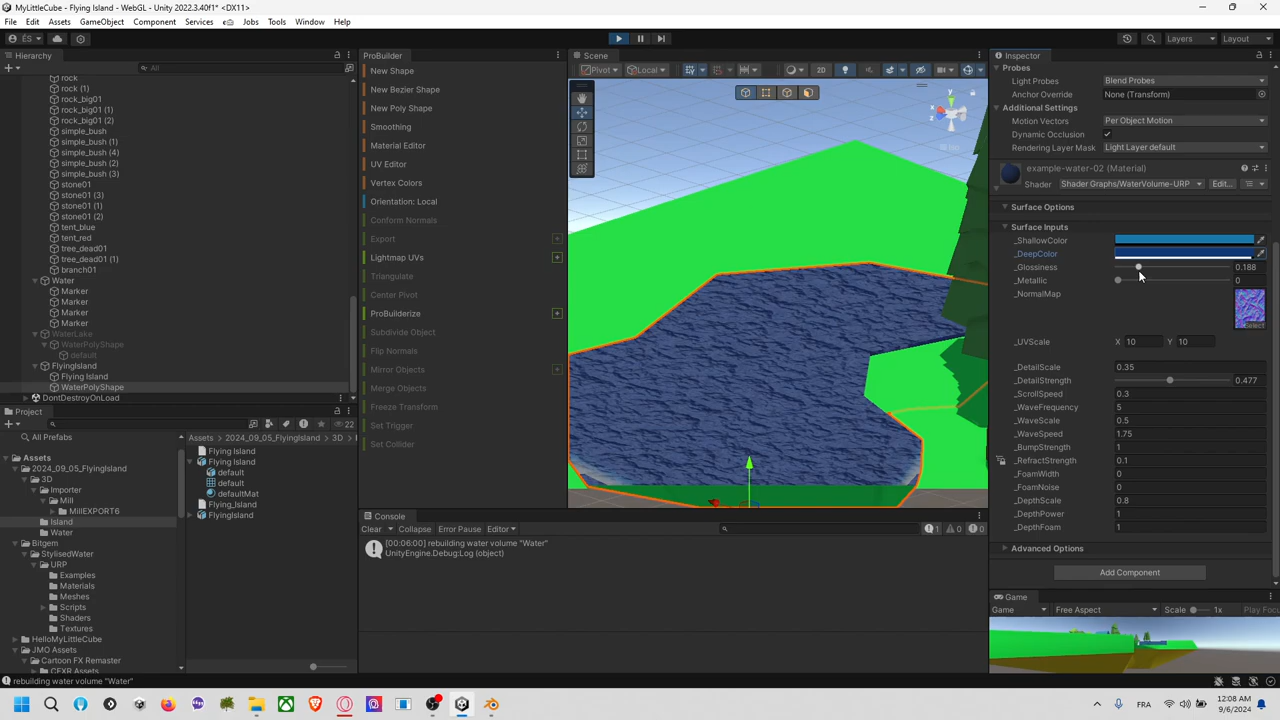 MyLittleCube - Flying Island - WebGL - Unity 2022.3.40f1* <DX11>
File Edit Assets GameObject Component Services Jobs Tools Window Help
ÉS Layers Layout
Hierarchy
All
rock
rock (1)
rock_big01
rock_big01 (1)
rock_big01 (2)
simple_bush
simple_bush (1)
simple_bush (4)
simple_bush (2)
simple_bush (3)
stone01
stone01 (3)
stone01 (1)
stone01 (2)
tent_blue
tent_red
tree_dead01
tree_dead01 (1)
branch01
Water
Marker
Marker
Marker
Marker
WaterLake
WaterPolyShape
default
FlyingIsland
Flying Island
WaterPolyShape
DontDestroyOnLoad
ProBuilder
New Shape
New Bezier Shape
New Poly Shape
Smoothing
Material Editor
UV Editor
Vertex Colors
Orientation: Local
Conform Normals
Export
Lightmap UVs
Triangulate
Center Pivot
ProBuilderize
Subdivide Object
Flip Normals
Mirror Objects
Merge Objects
Freeze Transform
Set Trigger
Set Collider
Scene
Pivot Local 2D
x y z
Inspector
Probes
Light Probes Blend Probes
Anchor Override None (Transform)
Additional Settings
Motion Vectors Per Object Motion
Dynamic Occlusion
Rendering Layer Mask Light Layer default
example-water-02 (Material)
Shader Shader Graphs/WaterVolume-URP Edit...
Surface Options
Surface Inputs
_ShallowColor
_DeepColor
_Glossiness 0.188
_Metallic 0
_NormalMap
Select
_UVScale X 10 Y 10
_DetailScale 0.35
_DetailStrength 0.477
_ScrollSpeed 0.3
_WaveFrequency 5
_WaveScale 0.5
_WaveSpeed 1.75
_BumpStrength 1
_RefractStrength 0.1
_FoamWidth 0
_FoamNoise 0
_DepthScale 0.8
_DepthPower 1
_DepthFoam 1
Advanced Options
Add Component
Game
Game Free Aspect Scale 1x Play Foc
Project
22
All Prefabs
Assets
2024_09_05_FlyingIsland
3D
Importer
Mill
MillEXPORT6
Island
Water
Bitgem
StylisedWater
URP
Examples
Materials
Meshes
Scripts
Shaders
Textures
HelloMyLittleCube
JMO Assets
Cartoon FX Remaster
CFXR Assets
Assets > 2024_09_05_FlyingIsland > 3D >
Flying Island
Flying Island
default
default
defaultMat
Flying_Island
FlyingIsland
Console
Clear Collapse Error Pause Editor 1 0 0
[00:06:00] rebuilding water volume "Water"
UnityEngine.Debug:Log (object)
rebuilding water volume "Water"
FRA 12:08 AM
9/6/2024